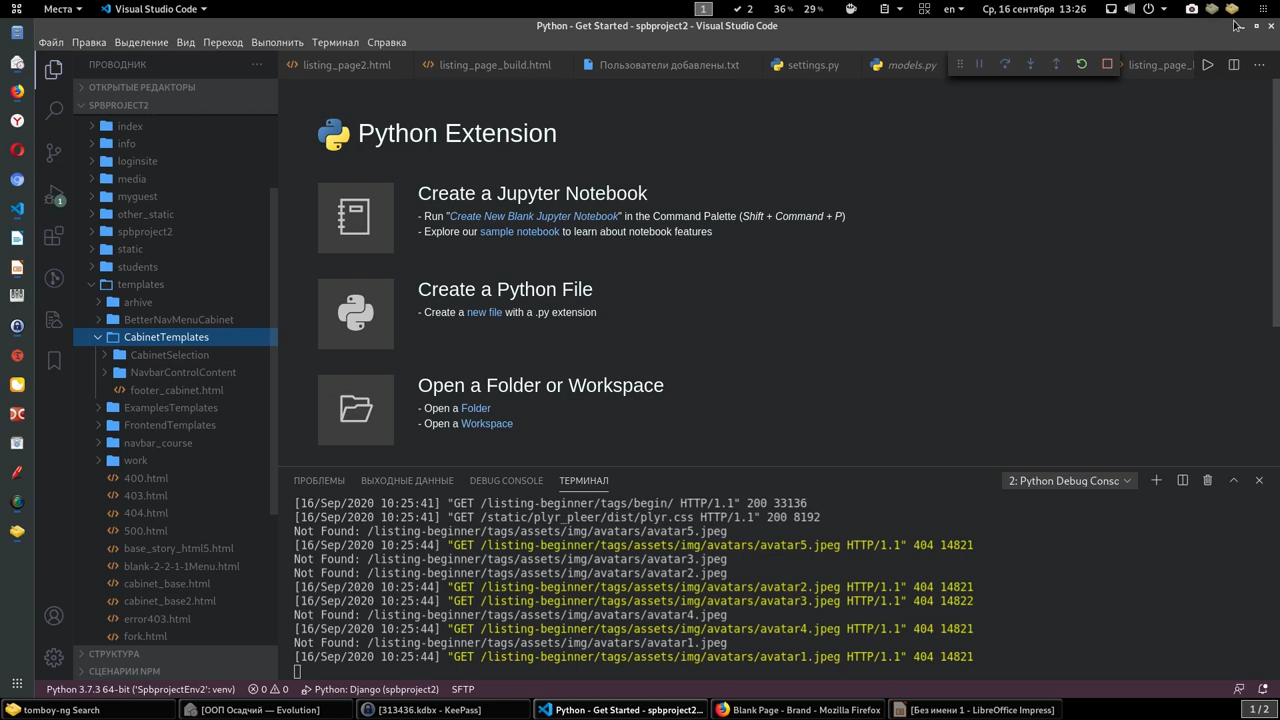 Места
Visual Studio Code
1
2
36 %
29 %
en
Ср, 16 сентября  13:26
Python - Get Started - spbproject2 - Visual Studio Code
Файл Правка Выделение Вид Переход Выполнить Терминал Справка
ПРОВОДНИК
listing_page2.html
listing_page_build.html
Пользователи добавлены.txt
settings.py
models.py
listing_page_l
ОТКРЫТЫЕ РЕДАКТОРЫ
SPBPROJECT2
index
info
loginsite
media
myguest
1
other_static
spbproject2
static
students
templates
arhive
BetterNavMenuCabinet
CabinetTemplates
CabinetSelection
NavbarControlContent
footer_cabinet.html
ExamplesTemplates
FrontendTemplates
navbar_course
work
400.html
403.html
404.html
500.html
base_story_html5.html
blank-2-2-1-1Menu.html
cabinet_base.html
cabinet_base2.html
error403.html
fork.html
СТРУКТУРА
СЦЕНАРИИ NPM
Python Extension
Create a Jupyter Notebook
- Run "Create New Blank Jupyter Notebook" in the Command Palette (Shift + Command + P)
- Explore our sample notebook to learn about notebook features
Create a Python File
- Create a new file with a .py extension
Open a Folder or Workspace
- Open a Folder
- Open a Workspace
ПРОБЛЕМЫ ВЫХОДНЫЕ ДАННЫЕ DEBUG CONSOLE ТЕРМИНАЛ
2: Python Debug Consc
[16/Sep/2020 10:25:41] "GET /listing-beginner/tags/begin/ HTTP/1.1" 200 33136
[16/Sep/2020 10:25:41] "GET /static/plyr_pleer/dist/plyr.css HTTP/1.1" 200 8192
Not Found: /listing-beginner/tags/assets/img/avatars/avatar5.jpeg
[16/Sep/2020 10:25:44] "GET /listing-beginner/tags/assets/img/avatars/avatar5.jpeg HTTP/1.1" 404 14821
Not Found: /listing-beginner/tags/assets/img/avatars/avatar3.jpeg
Not Found: /listing-beginner/tags/assets/img/avatars/avatar2.jpeg
[16/Sep/2020 10:25:44] "GET /listing-beginner/tags/assets/img/avatars/avatar2.jpeg HTTP/1.1" 404 14821
[16/Sep/2020 10:25:44] "GET /listing-beginner/tags/assets/img/avatars/avatar3.jpeg HTTP/1.1" 404 14822
Not Found: /listing-beginner/tags/assets/img/avatars/avatar4.jpeg
[16/Sep/2020 10:25:44] "GET /listing-beginner/tags/assets/img/avatars/avatar4.jpeg HTTP/1.1" 404 14821
Not Found: /listing-beginner/tags/assets/img/avatars/avatar1.jpeg
[16/Sep/2020 10:25:44] "GET /listing-beginner/tags/assets/img/avatars/avatar1.jpeg HTTP/1.1" 404 14821
Python 3.7.3 64-bit ('SpbprojectEnv2': venv)
0
0
Python: Django (spbproject2)
SFTP
tomboy-ng Search
[ООП Осадчий — Evolution]
[313436.kdbx - KeePass]
Python - Get Started - spbproject2...
Blank Page - Brand - Mozilla Firefox
[Без имени 1 - LibreOffice Impress]
1 / 2